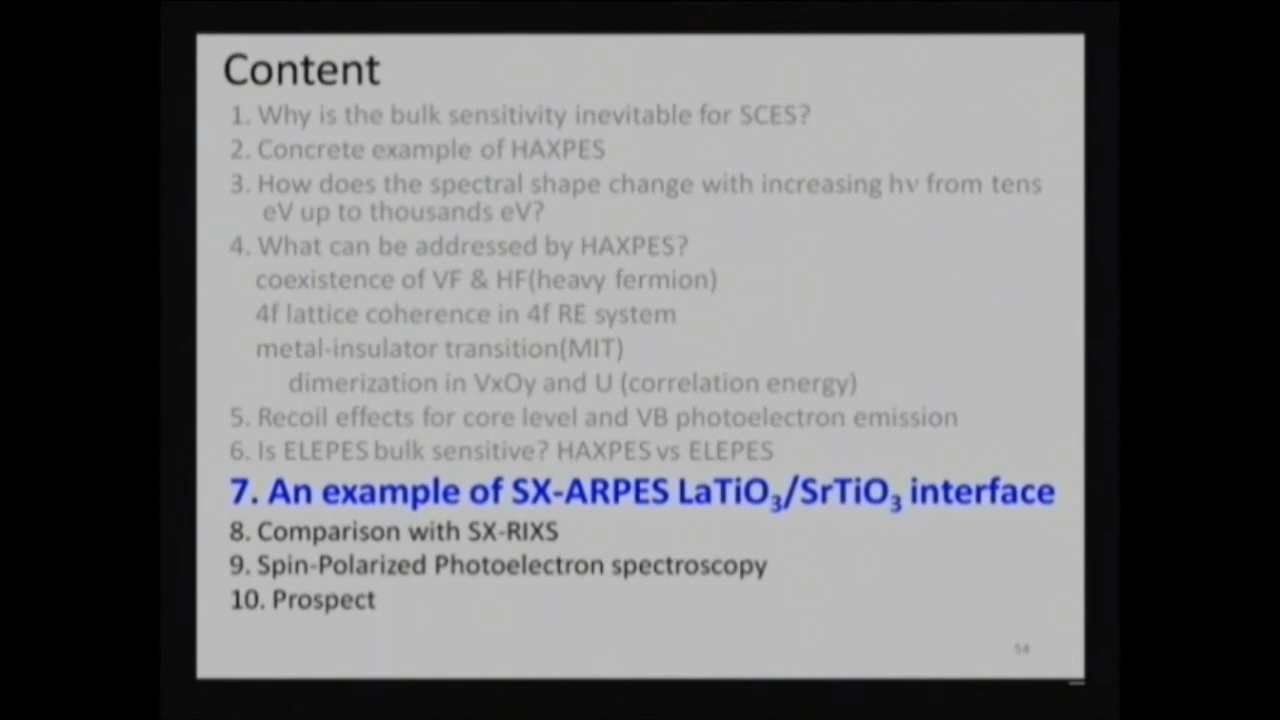 Content
1. Why is the bulk sensitivity inevitable for SCES?
2. Concrete example of HAXPES
3. How does the spectral shape change with increasing hν from tens
eV up to thousands eV?
4. What can be addressed by HAXPES?
coexistence of VF & HF(heavy fermion)
4f lattice coherence in 4f RE system
metal-insulator transition(MIT)
dimerization in VxOy and U (correlation energy)
5. Recoil effects for core level and VB photoelectron emission
6. Is ELEPES bulk sensitive? HAXPES vs ELEPES
7. An example of SX-ARPES LaTiO₃/SrTiO₃ interface
8. Comparison with SX-RIXS
9. Spin-Polarized Photoelectron spectroscopy
10. Prospect
54